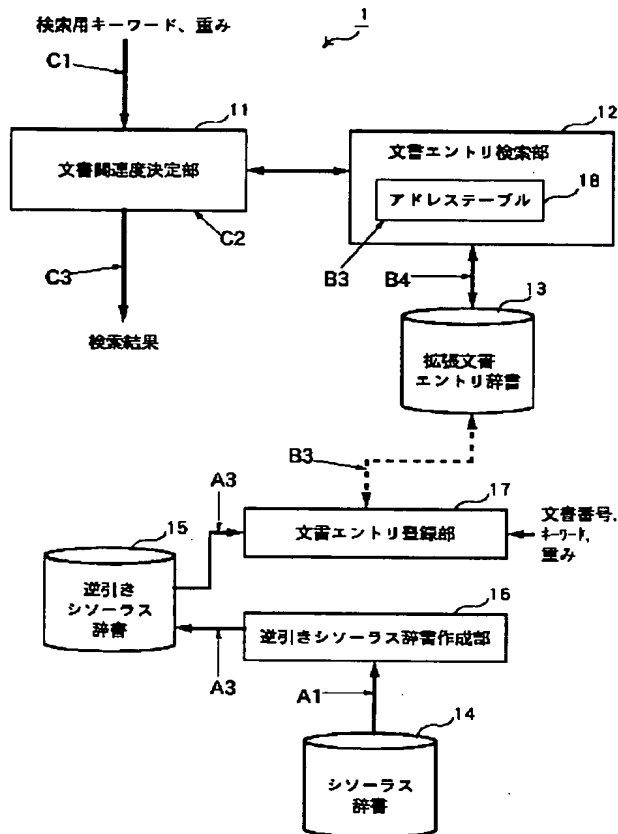 検索用キーワード、重み
1
C1
11
12
文書関連度決定部
文書エントリ検索部
アドレステーブル
18
C2
C3
B3
B4
13
検索結果
拡張文書
エントリ辞書
B3
A3
17
15
文書エントリ登録部
文書番号、
キーワード、
重み
逆引き
シソーラス
辞書
16
逆引きシソーラス辞書作成部
A3
A1
14
シソーラス
辞書